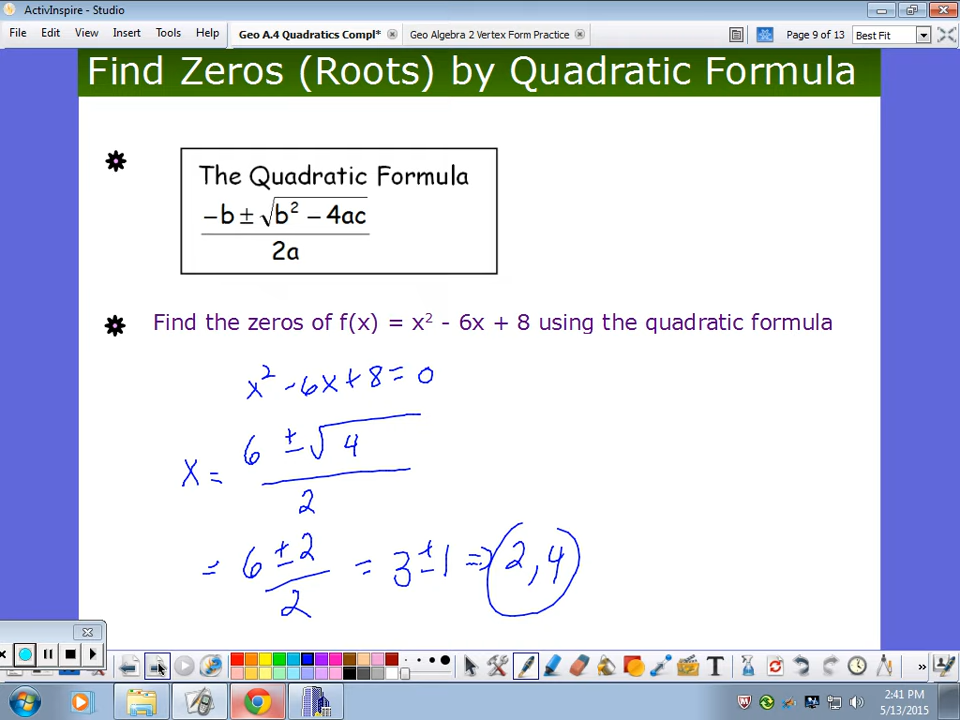 ActivInspire - Studio
File Edit View Insert Tools Help Geo A.4 Quadratics Compl* Geo Algebra 2 Vertex Form Practice Page 9 of 13 Best Fit
Find Zeros (Roots) by Quadratic Formula
The Quadratic Formula
−b ± √b² − 4ac
2a
Find the zeros of f(x) = x² - 6x + 8 using the quadratic formula
x² - 6x + 8 = 0
6 ± √4
x =
2
= 6 ± 2 = 3 ± 1 ⇒ 2, 4
2
T
2:41 PM
5/13/2015